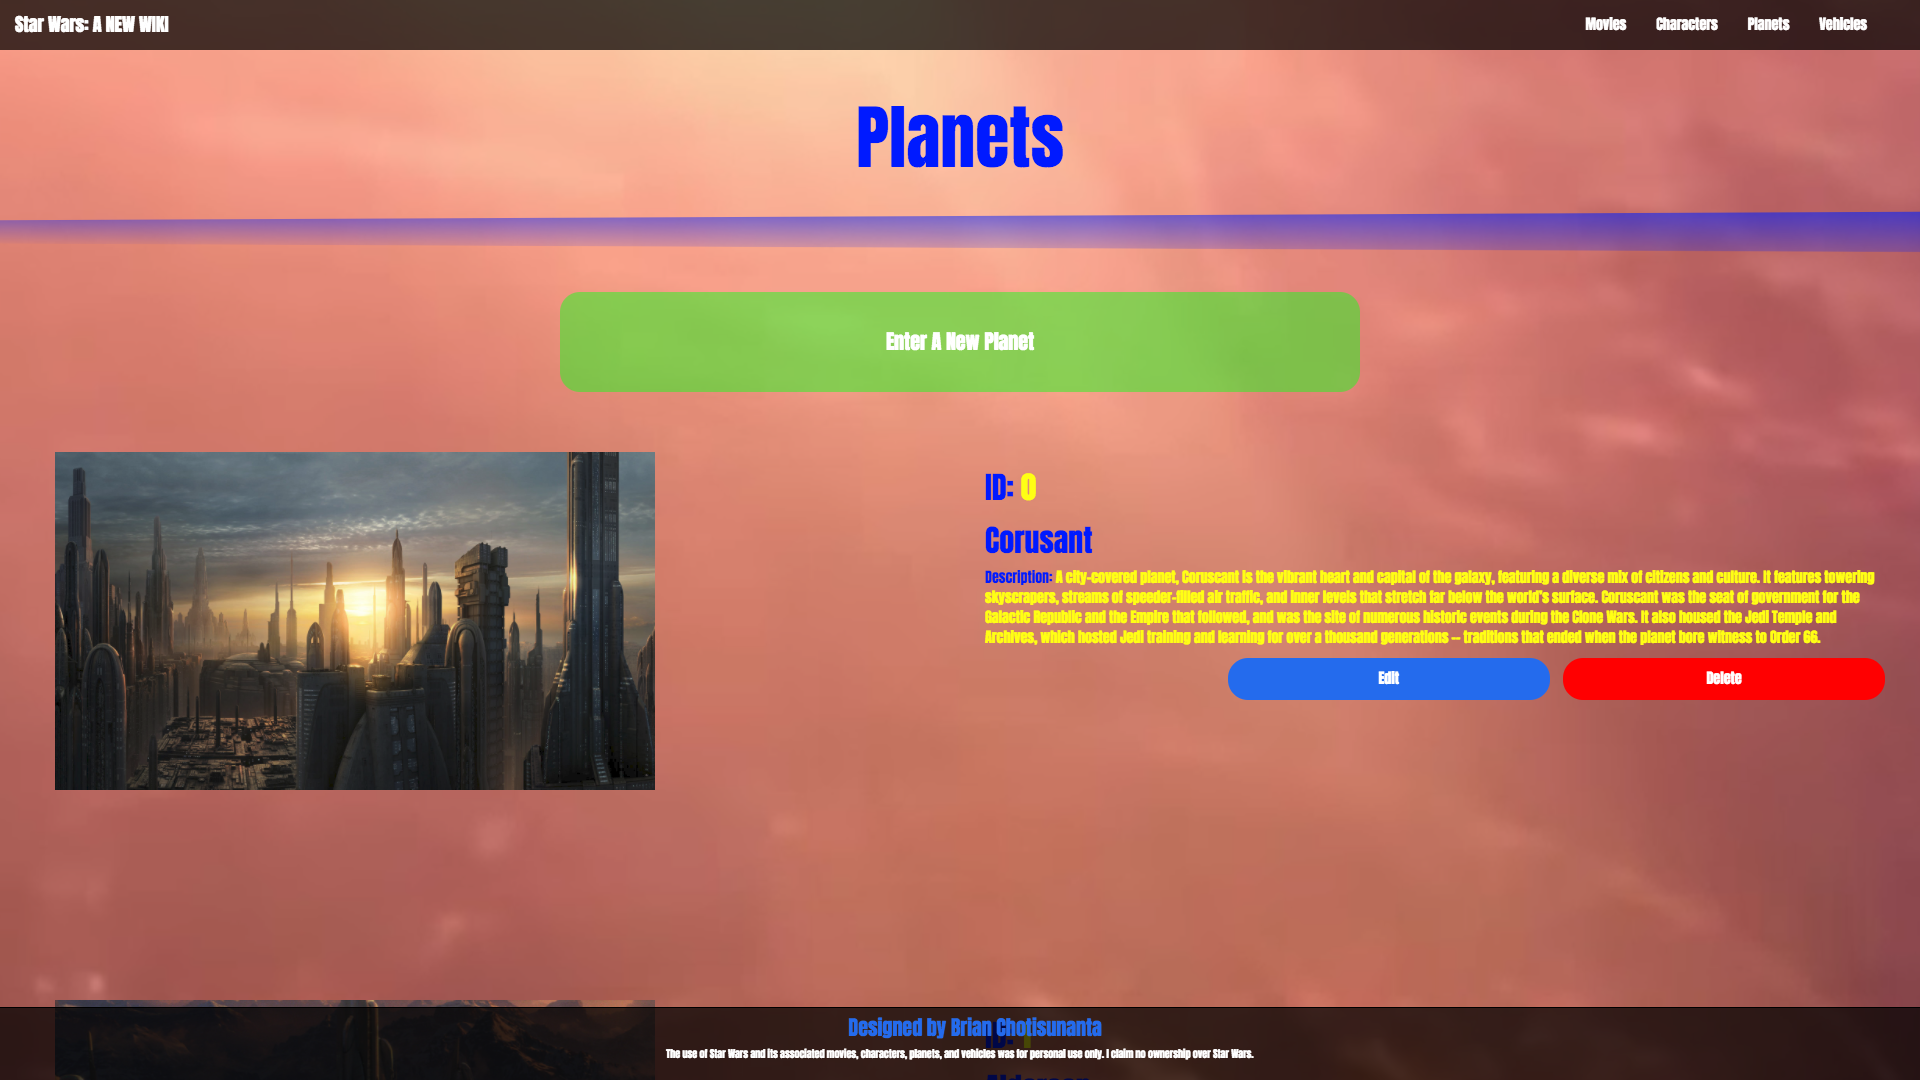 Star Wars: A NEW WIKI
Movies Characters Planets Vehicles
Planets
Enter A New Planet
ID: 0
Corusant
Description: A city-covered planet, Coruscant is the vibrant heart and capital of the galaxy, featuring a diverse mix of citizens and culture. It features towering
skyscrapers, streams of speeder-filled air traffic, and inner levels that stretch far below the world's surface. Coruscant was the seat of government for the
Galactic Republic and the Empire that followed, and was the site of numerous historic events during the Clone Wars. It also housed the Jedi Temple and
Archives, which hosted Jedi training and learning for over a thousand generations — traditions that ended when the planet bore witness to Order 66.
Edit Delete
ID: 1
Designed by Brian Chotisunanta
The use of Star Wars and its associated movies, characters, planets, and vehicles was for personal use only. I claim no ownership over Star Wars.